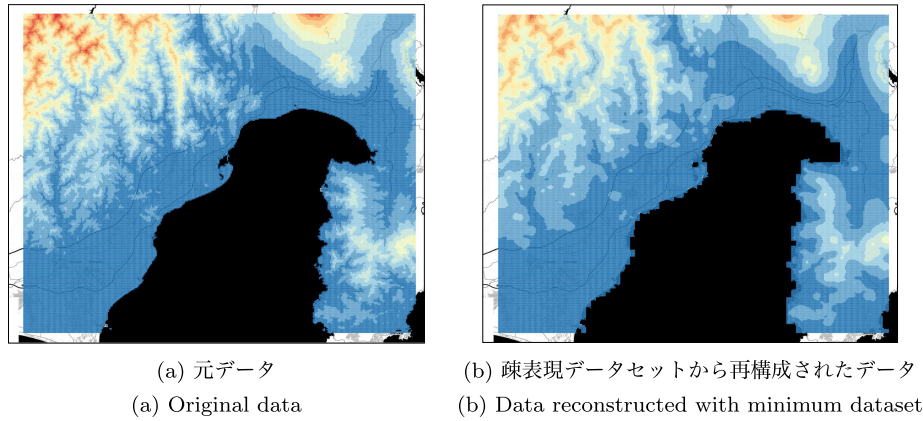 (a) 元データ
(a) Original data
(b) 疎表現データセットから再構成されたデータ
(b) Data reconstructed with minimum dataset